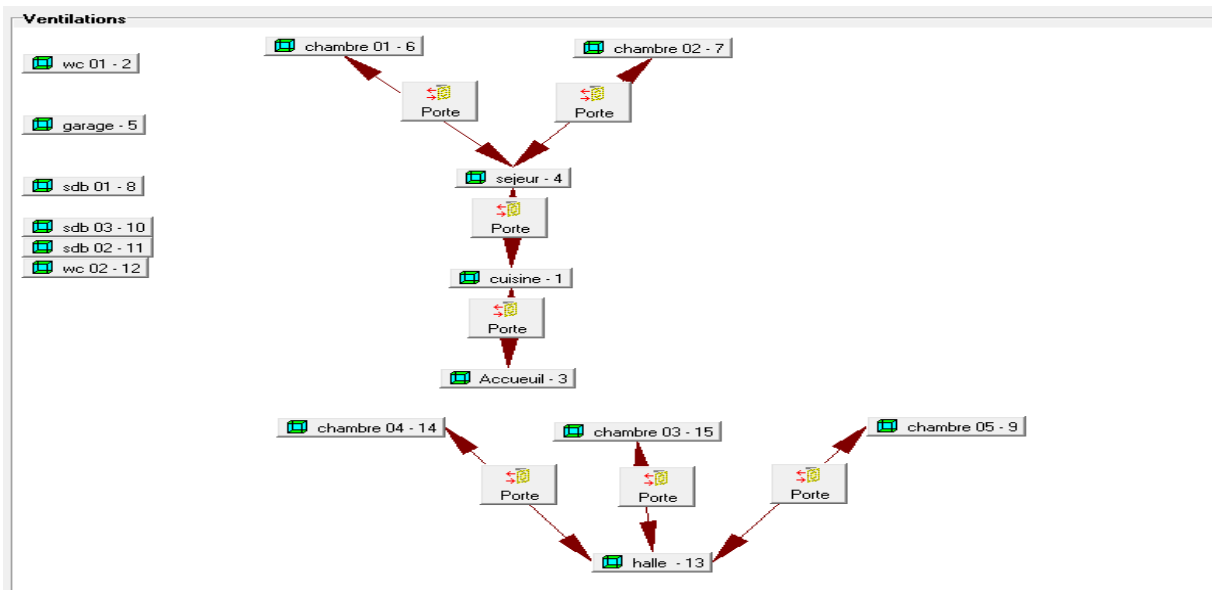 Ventilations
wc 01 - 2
chambre 01 - 6
chambre 02 - 7
Porte
Porte
garage - 5
sejeur - 4
sdb 01 - 8
Porte
sdb 03 - 10
sdb 02 - 11
wc 02 - 12
cuisine - 1
Porte
Accueuil - 3
chambre 04 - 14
chambre 03 - 15
chambre 05 - 9
Porte
Porte
Porte
halle - 13